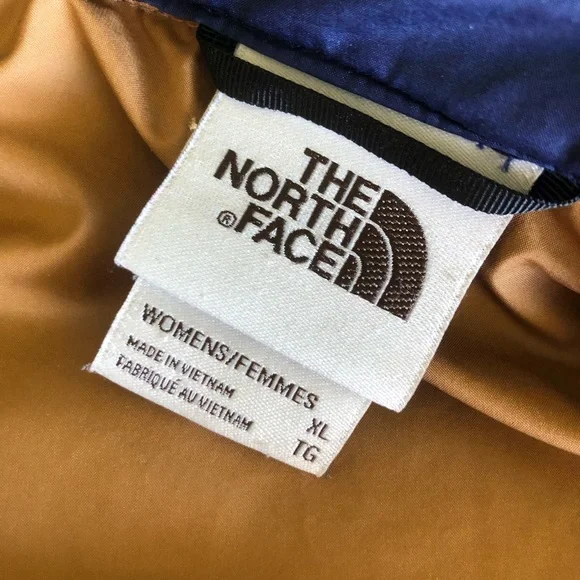 THE
NORTH
FACE®
WOMENS/FEMMES
MADE IN VIETNAM XL
FABRIQUÉ AU VIETNAM TG